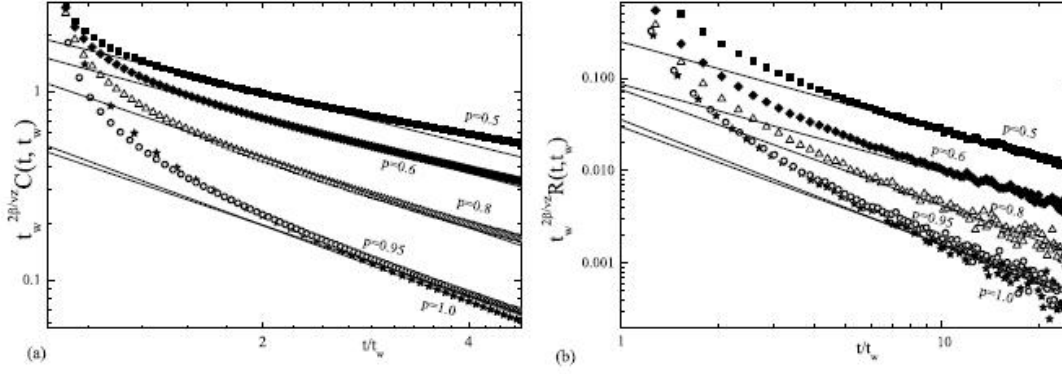 t_w^{2β/νz}C(t, t_w)
1
0.1
p=0.5
p=0.6
p=0.8
p=0.95
p=1.0
2
4
t/t_w
(a)
t_w^{2β/νz}R(t,t_w)
0.100
0.010
0.001
p=0.5
p=0.6
p=0.8
p=0.95
p=1.0
1
10
t/t_w
(b)